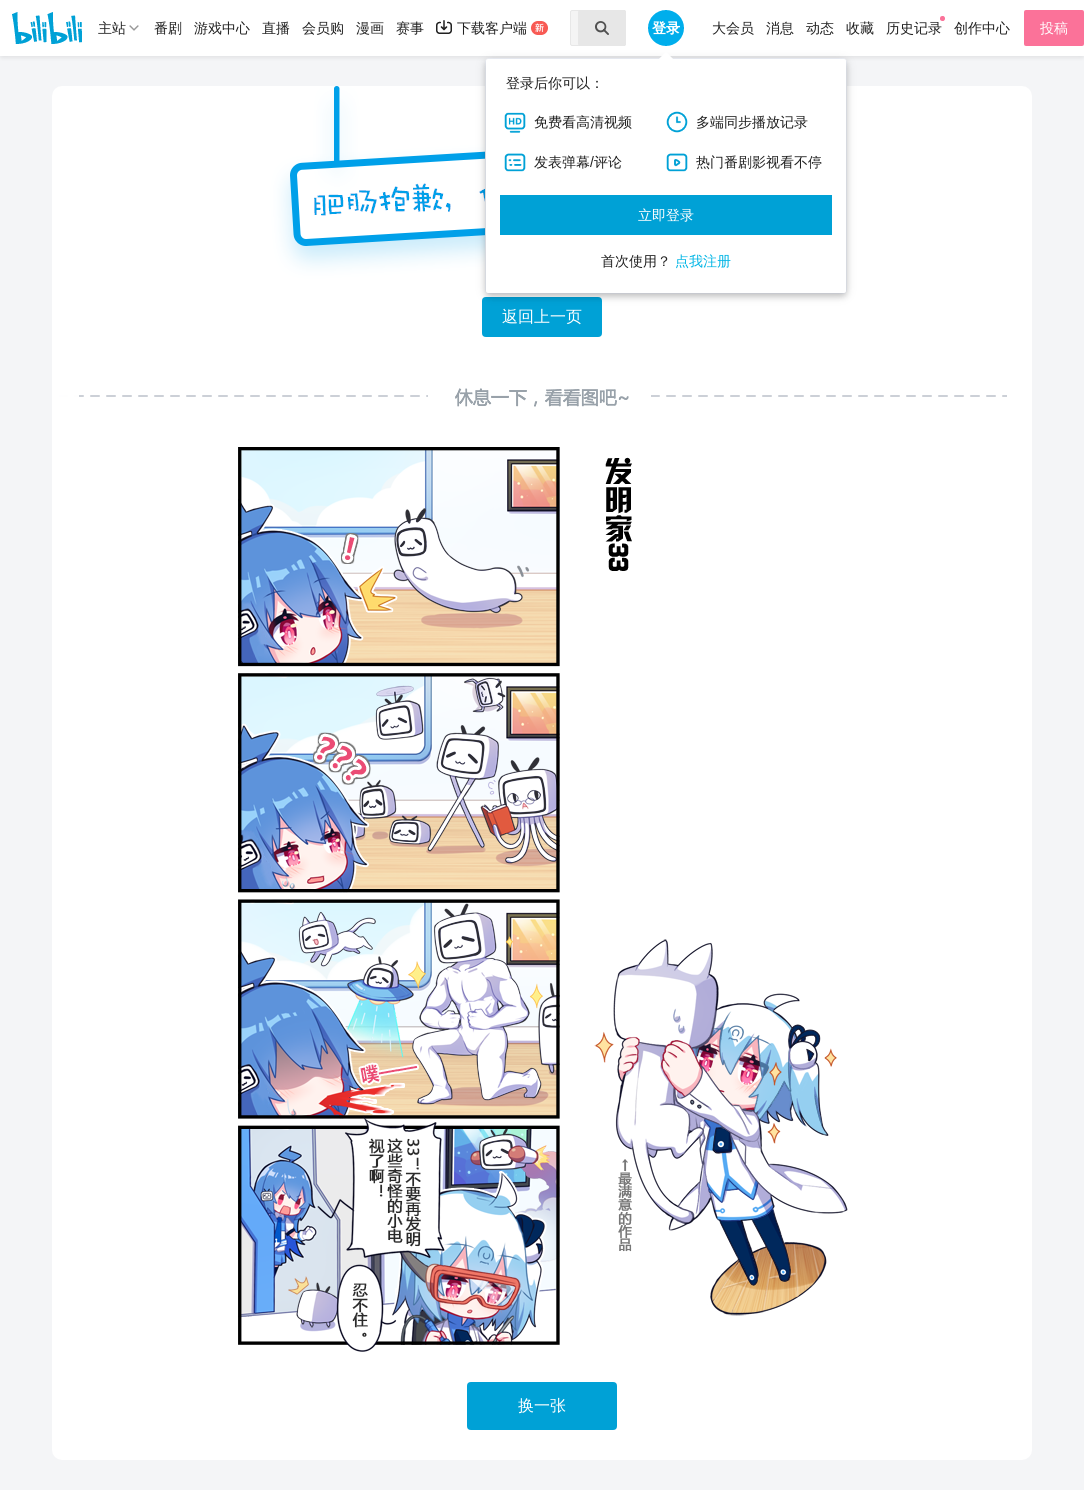 bilibili
主站 番剧 游戏中心 直播 会员购 漫画 赛事 下载客户端 新
登录 大会员 消息 动态 收藏 历史记录 创作中心 投稿
登录后你可以：
HD 免费看高清视频 多端同步播放记录
发表弹幕/评论 热门番剧影视看不停
立即登录
首次使用？ 点我注册
肥肠抱歉，
返回上一页
休息一下，看看图吧~
发明家33
!
???
噗——
33！不要再发明
这些奇怪的小电
视了啊！
忍不住。
↑最满意的作品
换一张